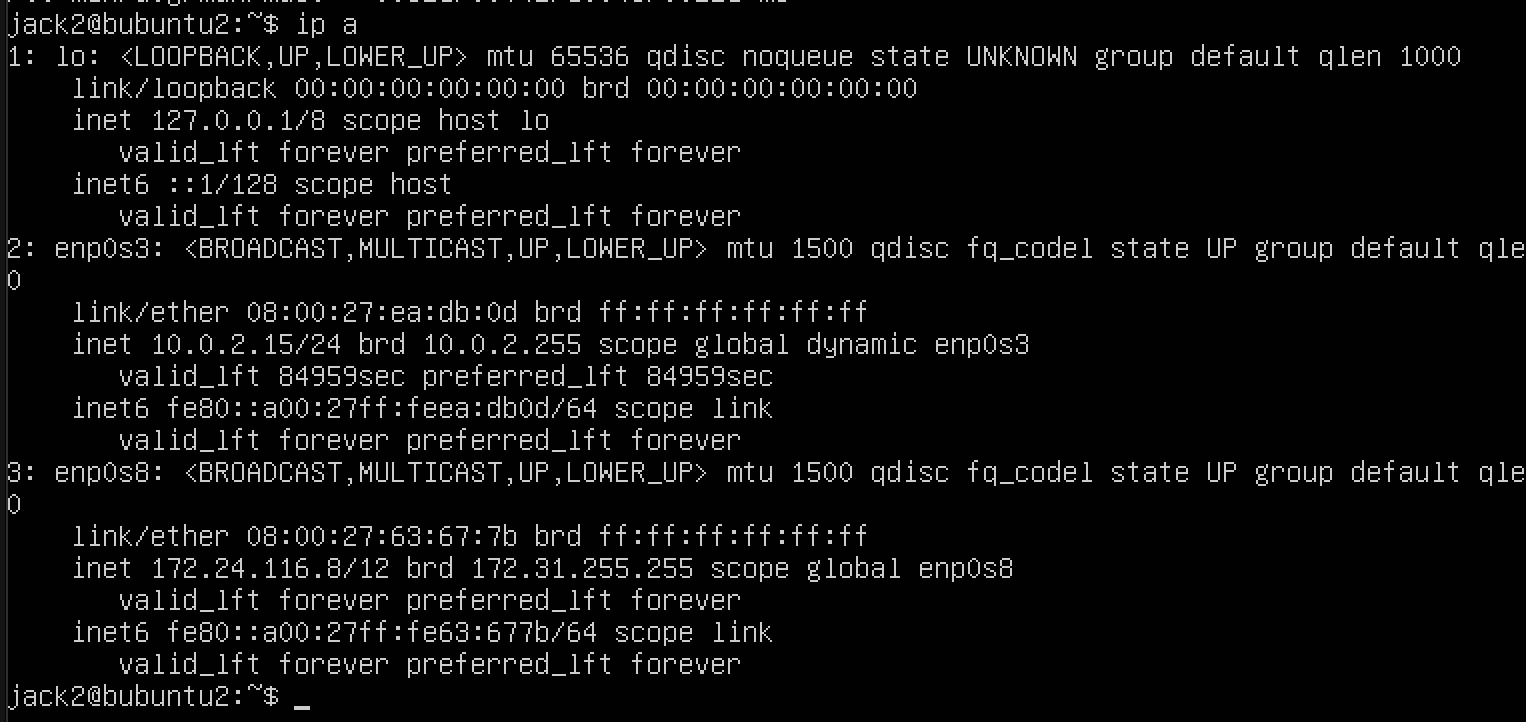 jack2@bubuntu2:~$ ip a
1: lo: <LOOPBACK,UP,LOWER_UP> mtu 65536 qdisc noqueue state UNKNOWN group default qlen 1000
    link/loopback 00:00:00:00:00:00 brd 00:00:00:00:00:00
    inet 127.0.0.1/8 scope host lo
       valid_lft forever preferred_lft forever
    inet6 ::1/128 scope host
       valid_lft forever preferred_lft forever
2: enp0s3: <BROADCAST,MULTICAST,UP,LOWER_UP> mtu 1500 qdisc fq_codel state UP group default qle
0
    link/ether 08:00:27:ea:db:0d brd ff:ff:ff:ff:ff:ff
    inet 10.0.2.15/24 brd 10.0.2.255 scope global dynamic enp0s3
       valid_lft 84959sec preferred_lft 84959sec
    inet6 fe80::a00:27ff:feea:db0d/64 scope link
       valid_lft forever preferred_lft forever
3: enp0s8: <BROADCAST,MULTICAST,UP,LOWER_UP> mtu 1500 qdisc fq_codel state UP group default qle
0
    link/ether 08:00:27:63:67:7b brd ff:ff:ff:ff:ff:ff
    inet 172.24.116.8/12 brd 172.31.255.255 scope global enp0s8
       valid_lft forever preferred_lft forever
    inet6 fe80::a00:27ff:fe63:677b/64 scope link
       valid_lft forever preferred_lft forever
jack2@bubuntu2:~$ _